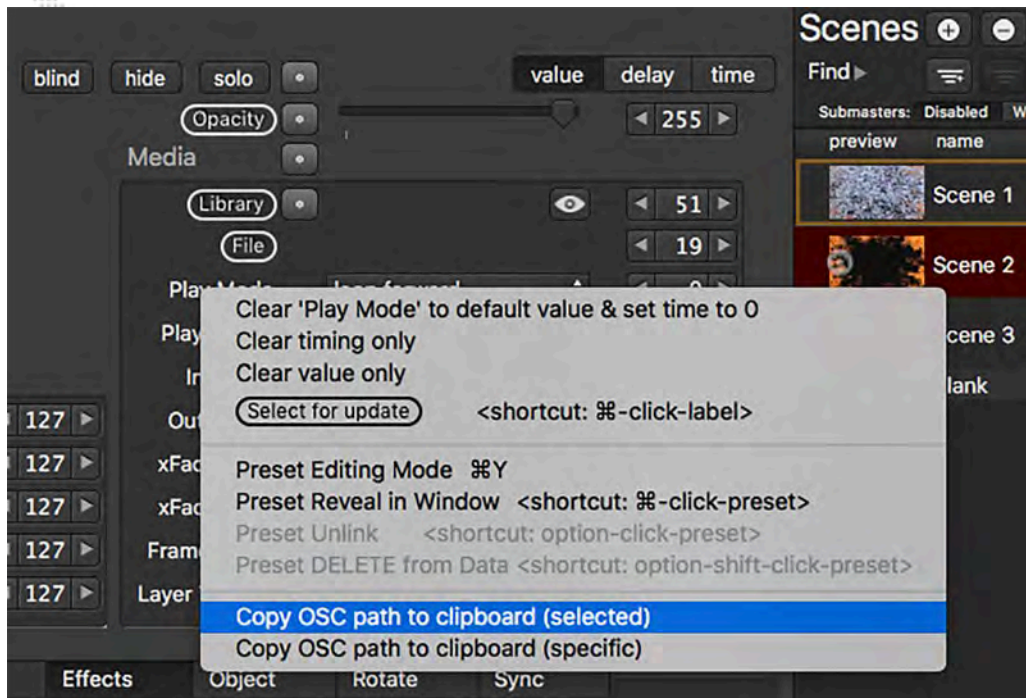 Scenes
blind hide solo value delay time Find
Opacity 255 Submasters: Disabled W
preview name
Media
Library 51 Scene 1
File 19
Scene 2
Clear 'Play Mode' to default value & set time to 0
Play Clear timing only cene 3
Clear value only lank
127 Select for update <shortcut: ⌘-click-label>
127 Preset Editing Mode ⌘Y
127 Preset Reveal in Window <shortcut: ⌘-click-preset>
Preset Unlink <shortcut: option-click-preset>
127 Preset DELETE from Data <shortcut: option-shift-click-preset>
127 Layer
Copy OSC path to clipboard (selected)
Copy OSC path to clipboard (specific)
Effects Object Rotate Sync